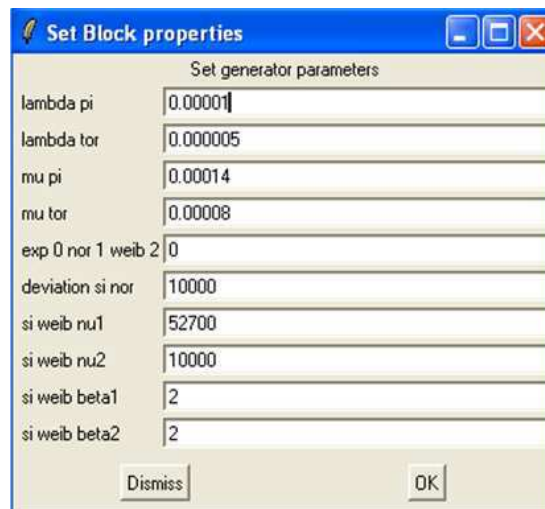 Set Block properties
Set generator parameters
lambda pi 0.00001
lambda tor 0.000005
mu pi 0.00014
mu tor 0.00008
exp 0 nor 1 weib 2 0
deviation si nor 10000
si weib nu1 52700
si weib nu2 10000
si weib beta1 2
si weib beta2 2
Dismiss OK